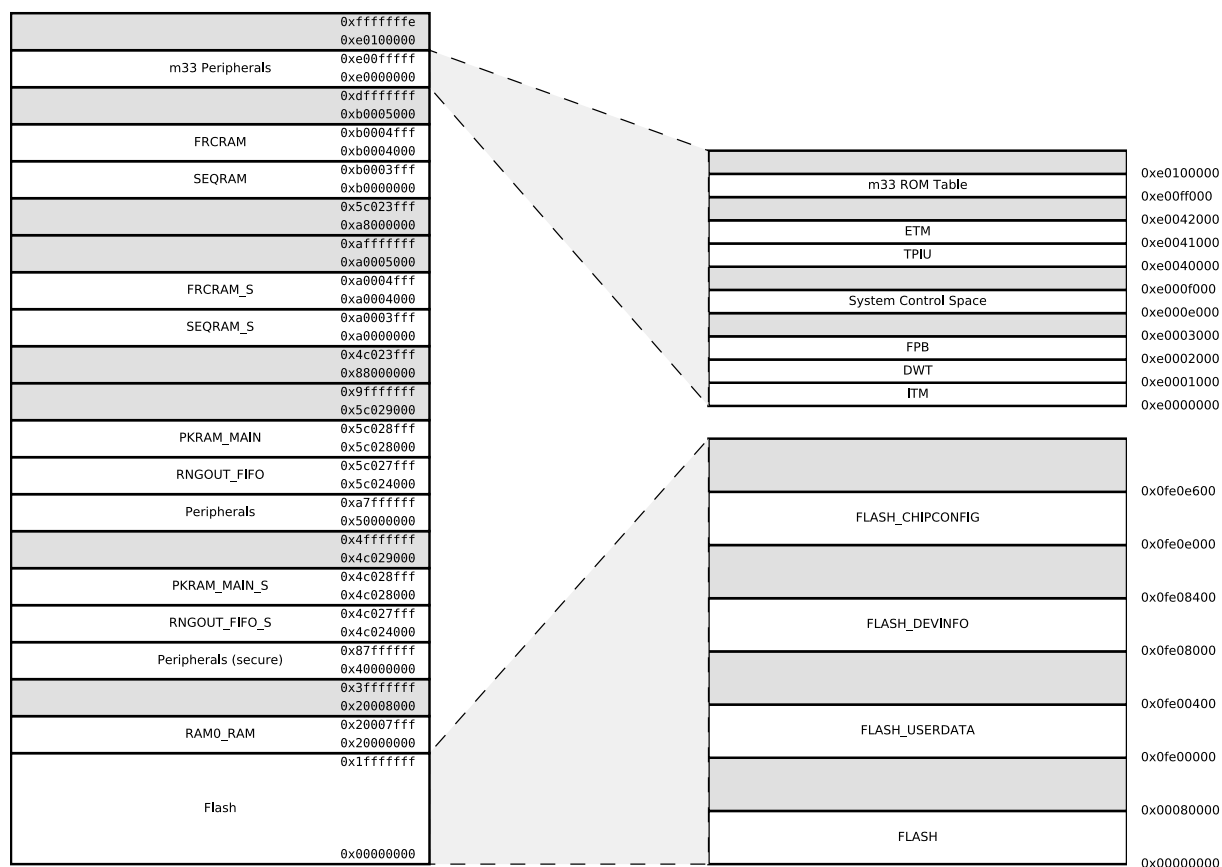 0xfffffffe
0xe0100000
m33 Peripherals
0xe00fffff
0xe0000000
0xdfffffff
0xb0005000
FRCRAM
0xb0004fff
0xb0004000
SEQRAM
0xb0003fff
0xb0000000
0x5c023fff
0xa8000000
0xafffffff
0xa0005000
FRCRAM_S
0xa0004fff
0xa0004000
SEQRAM_S
0xa0003fff
0xa0000000
0x4c023fff
0x88000000
0x9fffffff
0x5c029000
PKRAM_MAIN
0x5c028fff
0x5c028000
RNGOUT_FIFO
0x5c027fff
0x5c024000
Peripherals
0xa7ffffff
0x50000000
0x4fffffff
0x4c029000
PKRAM_MAIN_S
0x4c028fff
0x4c028000
RNGOUT_FIFO_S
0x4c027fff
0x4c024000
Peripherals (secure)
0x87ffffff
0x40000000
0x3fffffff
0x20008000
RAM0_RAM
0x20007fff
0x20000000
0x1fffffff
Flash
0x00000000
0xe0100000
m33 ROM Table
0xe00ff000
0xe0042000
ETM
0xe0041000
TPIU
0xe0040000
0xe000f000
System Control Space
0xe000e000
0xe0003000
FPB
0xe0002000
DWT
0xe0001000
ITM
0xe0000000
0x0fe0e600
FLASH_CHIPCONFIG
0x0fe0e000
0x0fe08400
FLASH_DEVINFO
0x0fe08000
0x0fe00400
FLASH_USERDATA
0x0fe00000
0x00080000
FLASH
0x00000000